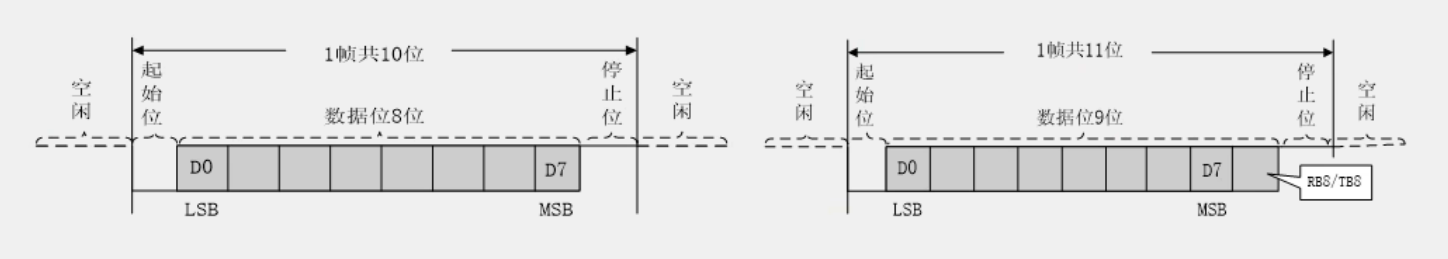 1帧共10位
空闲
起始位
数据位8位
停止位
空闲
D0
D7
LSB
MSB
1帧共11位
空闲
起始位
数据位9位
停止位
空闲
D0
D7
RB8/TB8
LSB
MSB